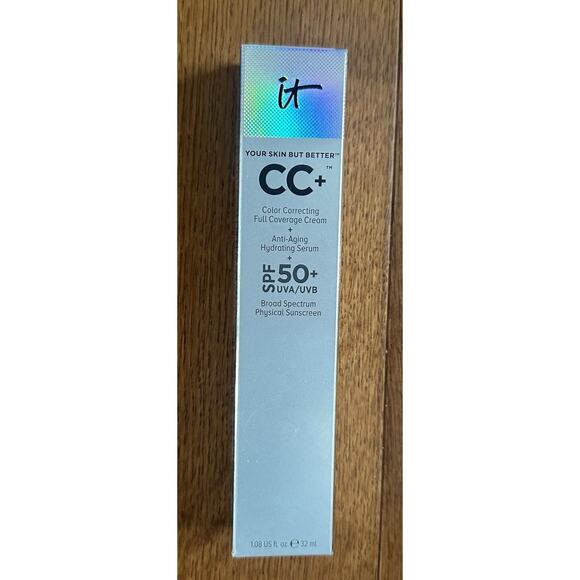 it
YOUR SKIN BUT BETTER™
CC+™
Color Correcting
Full Coverage Cream
+
Anti-Aging
Hydrating Serum
+
SPF 50+
UVA/UVB
Broad Spectrum
Physical Sunscreen
1.08 US fl. oz. ℮ 32 ml